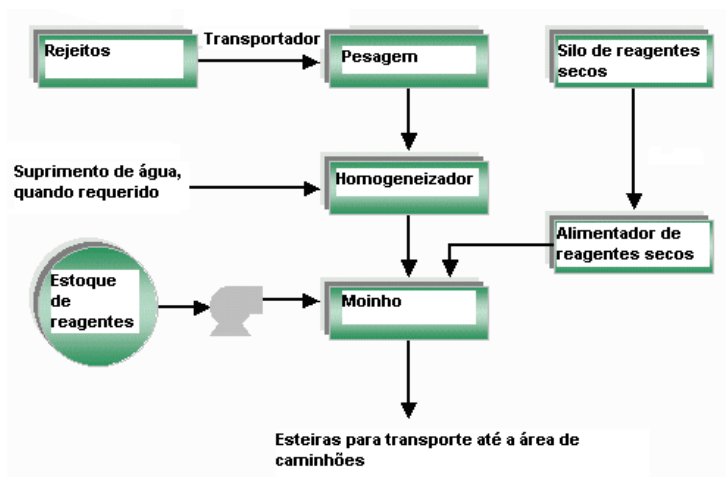 Rejeitos
Transportador
Pesagem
Silo de reagentes
secos
Suprimento de água,
quando requerido
Homogeneizador
Alimentador de
reagentes secos
Estoque
de
reagentes
Moinho
Esteiras para transporte até a área de
caminhões